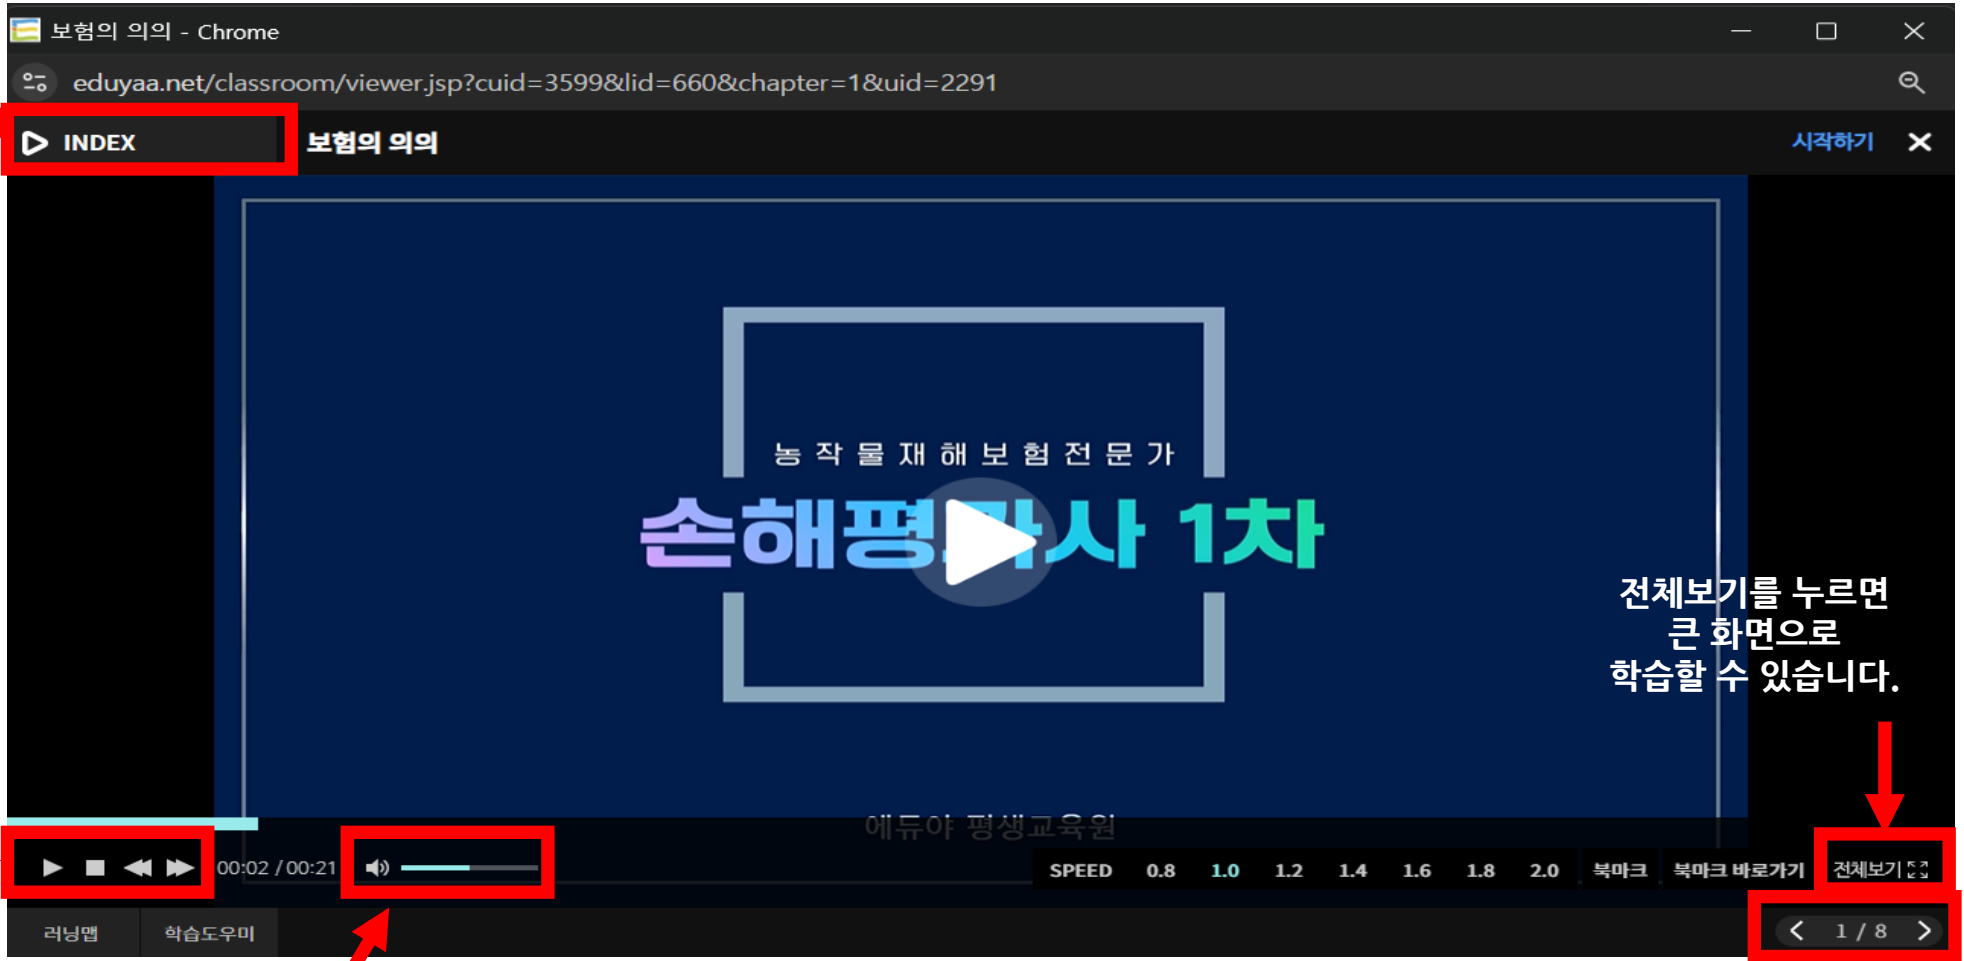 보험의 의의 - Chrome
eduyaa.net/classroom/viewer.jsp?cuid=3599&lid=660&chapter=1&uid=2291
INDEX
보험의 의의
시작하기
농작물재해보험전문가
손해평가사 1차
전체보기를 누르면
큰 화면으로
학습할 수 있습니다.
에듀야 평생교육원
00:02 / 00:21
SPEED 0.8 1.0 1.2 1.4 1.6 1.8 2.0 북마크 북마크 바로가기 전체보기
러닝맵 학습도우미
1 / 8